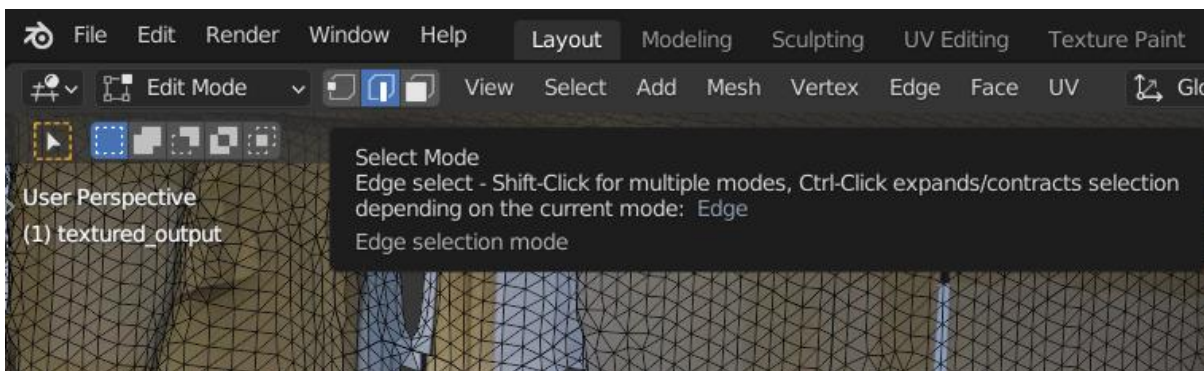 File Edit Render Window Help Layout Modeling Sculpting UV Editing Texture Paint
Edit Mode View Select Add Mesh Vertex Edge Face UV Glo
Select Mode
Edge select - Shift-Click for multiple modes, Ctrl-Click expands/contracts selection
depending on the current mode: Edge
Edge selection mode
User Perspective
(1) textured_output